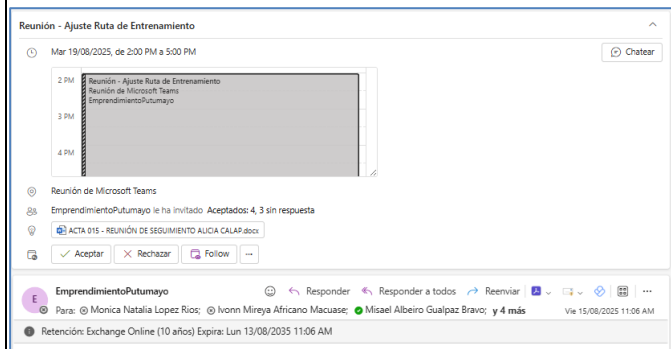 Reunión - Ajuste Ruta de Entrenamiento
Mar 19/08/2025, de 2:00 PM a 5:00 PM
Chatear
2 PM
Reunión - Ajuste Ruta de Entrenamiento
Reunión de Microsoft Teams
EmprendimientoPutumayo
3 PM
4 PM
Reunión de Microsoft Teams
EmprendimientoPutumayo le ha invitado Aceptados: 4, 3 sin respuesta
ACTA 015 - REUNIÓN DE SEGUIMIENTO ALICIA CALAP.docx
Aceptar Rechazar Follow ...
E
EmprendimientoPutumayo
Responder Responder a todos Reenviar ...
Para: Monica Natalia Lopez Rios; Ivonn Mireya Africano Macuase; Misael Albeiro Gualpaz Bravo; y 4 más
Vie 15/08/2025 11:06 AM
Retención: Exchange Online (10 años) Expira: Lun 13/08/2035 11:06 AM